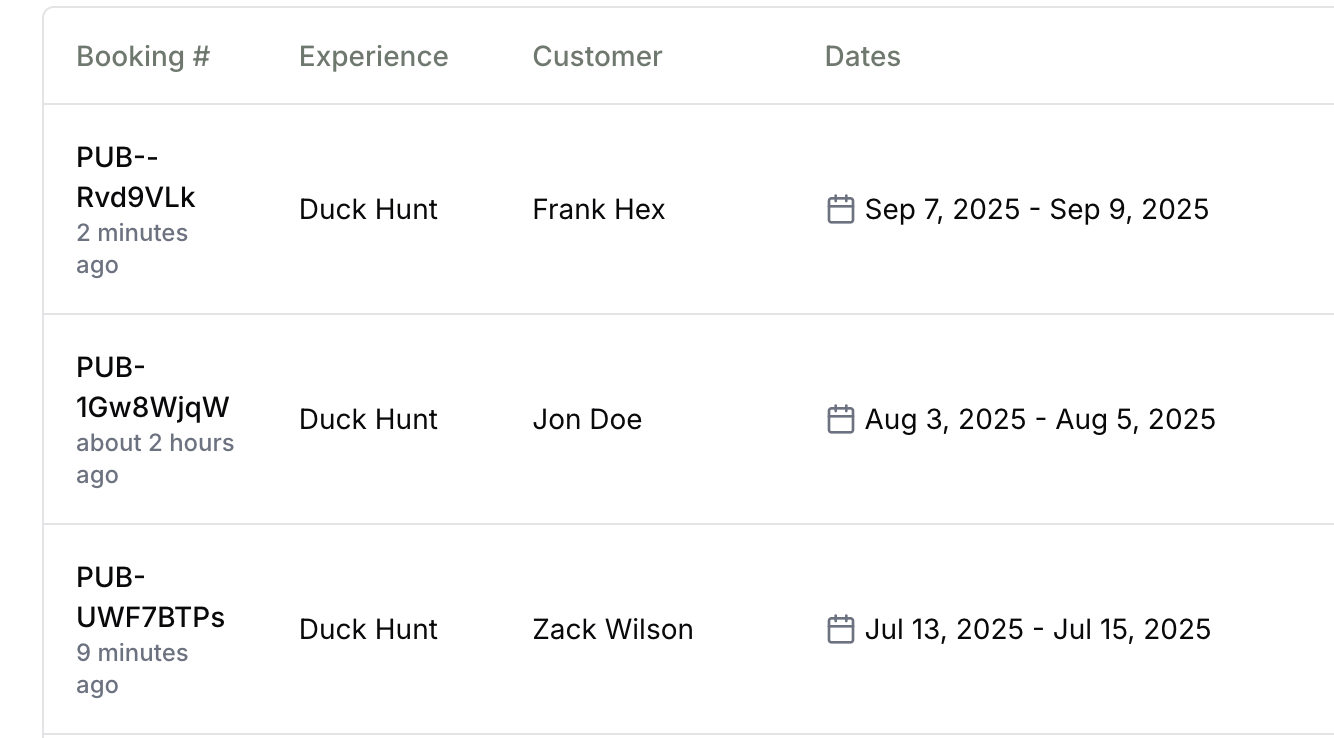 Booking # Experience Customer Dates
PUB--
Rvd9VLk
2 minutes
ago
Duck Hunt Frank Hex Sep 7, 2025 - Sep 9, 2025
PUB-
1Gw8WjqW
about 2 hours
ago
Duck Hunt Jon Doe Aug 3, 2025 - Aug 5, 2025
PUB-
UWF7BTPs
9 minutes
ago
Duck Hunt Zack Wilson Jul 13, 2025 - Jul 15, 2025